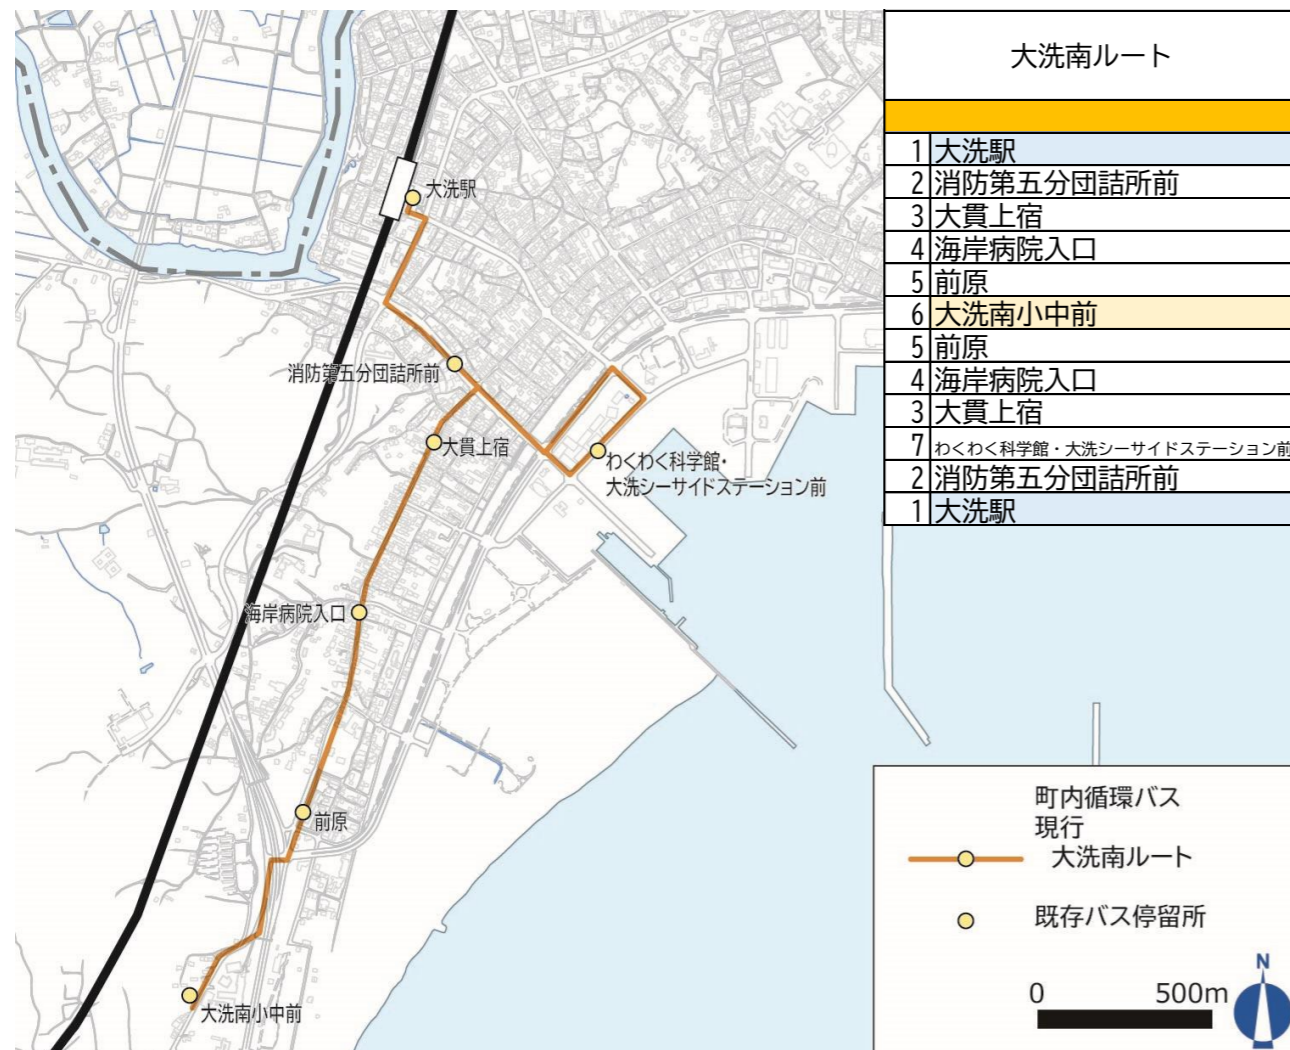 大洗南ルート
1 大洗駅
2 消防第五分団詰所前
3 大貫上宿
4 海岸病院入口
5 前原
6 大洗南小中前
5 前原
4 海岸病院入口
3 大貫上宿
7 わくわく科学館・大洗シーサイドステーション前
2 消防第五分団詰所前
1 大洗駅
大洗駅
消防第五分団詰所前
大貫上宿
わくわく科学館・
大洗シーサイドステーション前
海岸病院入口
前原
大洗南小中前
町内循環バス
現行
大洗南ルート
既存バス停留所
0 500m
N